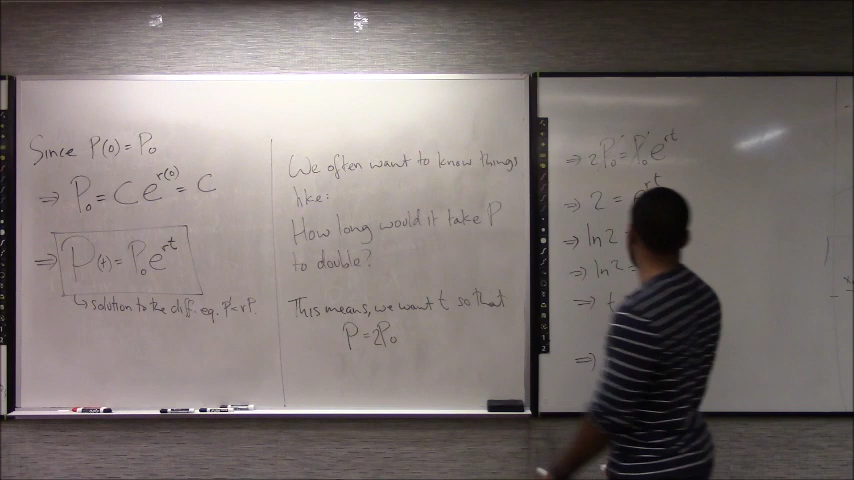 Since P(0) = P₀
⇒ P₀ = Ce^r(0) = C
⇒ P(t) = P₀e^rt
↳ solution to the diff. eq. P' = rP.
We often want to know things
like:
How long would it take P
to double?
This means, we want t so that
P = 2P₀
⇒ 2P₀ = P₀e^rt
⇒ 2 = e^rt
⇒ ln 2 =
⇒ ln 2 =
⇒ t
⇒